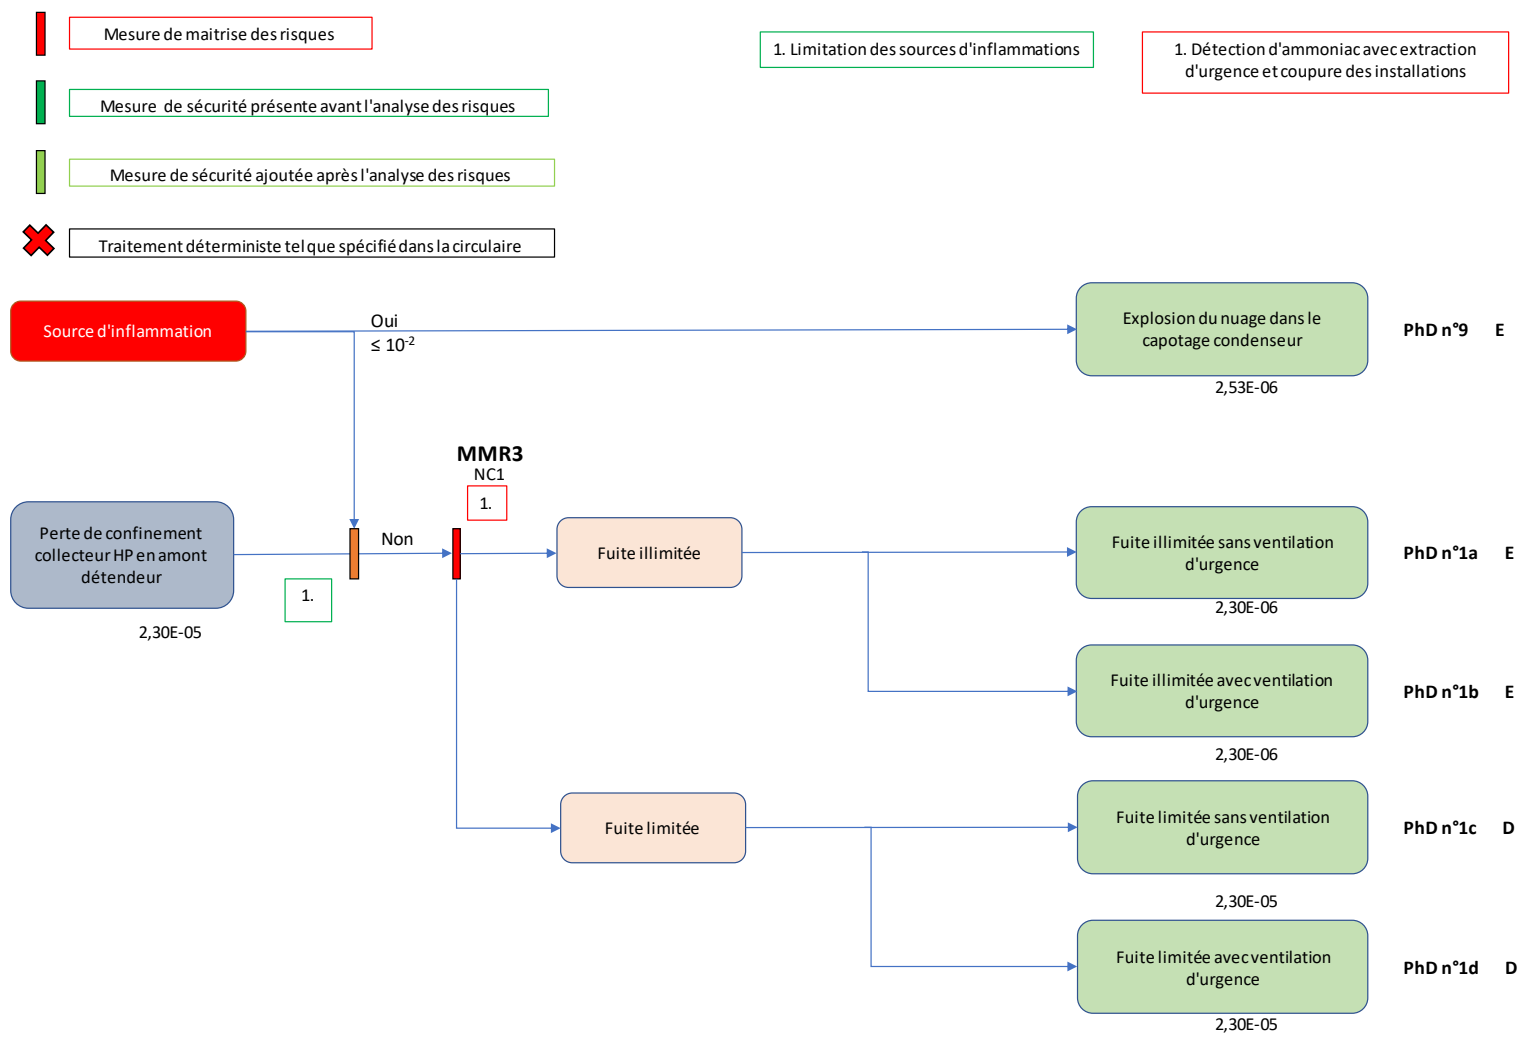 Mesure de maitrise des risques
Mesure de sécurité présente avant l'analyse des risques
Mesure de sécurité ajoutée après l'analyse des risques
Traitement déterministe tel que spécifié dans la circulaire
1. Limitation des sources d'inflammations
1. Détection d'ammoniac avec extraction
d'urgence et coupure des installations
Source d'inflammation
Oui
≤ 10⁻²
Explosion du nuage dans le
capotage condenseur
2,53E-06
PhD n°9 E
Perte de confinement
collecteur HP en amont
détendeur
2,30E-05
1.
Non
MMR3
NC1
1.
Fuite illimitée
Fuite illimitée sans ventilation
d'urgence
2,30E-06
PhD n°1a E
Fuite illimitée avec ventilation
d'urgence
2,30E-06
PhD n°1b E
Fuite limitée
Fuite limitée sans ventilation
d'urgence
2,30E-05
PhD n°1c D
Fuite limitée avec ventilation
d'urgence
2,30E-05
PhD n°1d D